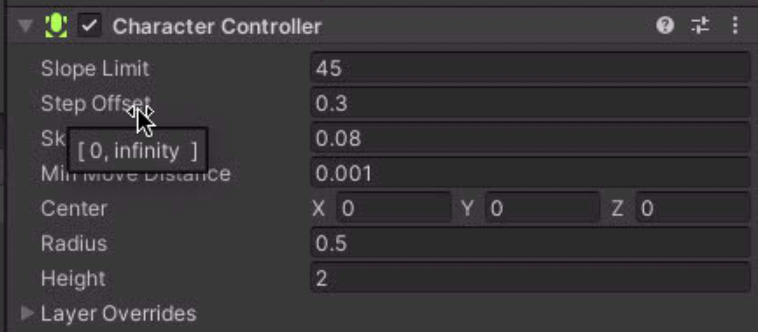 Character Controller
Slope Limit 45
Step Offset 0.3
Sk 0.08
[ 0, infinity ]
Min Move Distance 0.001
Center X 0 Y 0 Z 0
Radius 0.5
Height 2
Layer Overrides